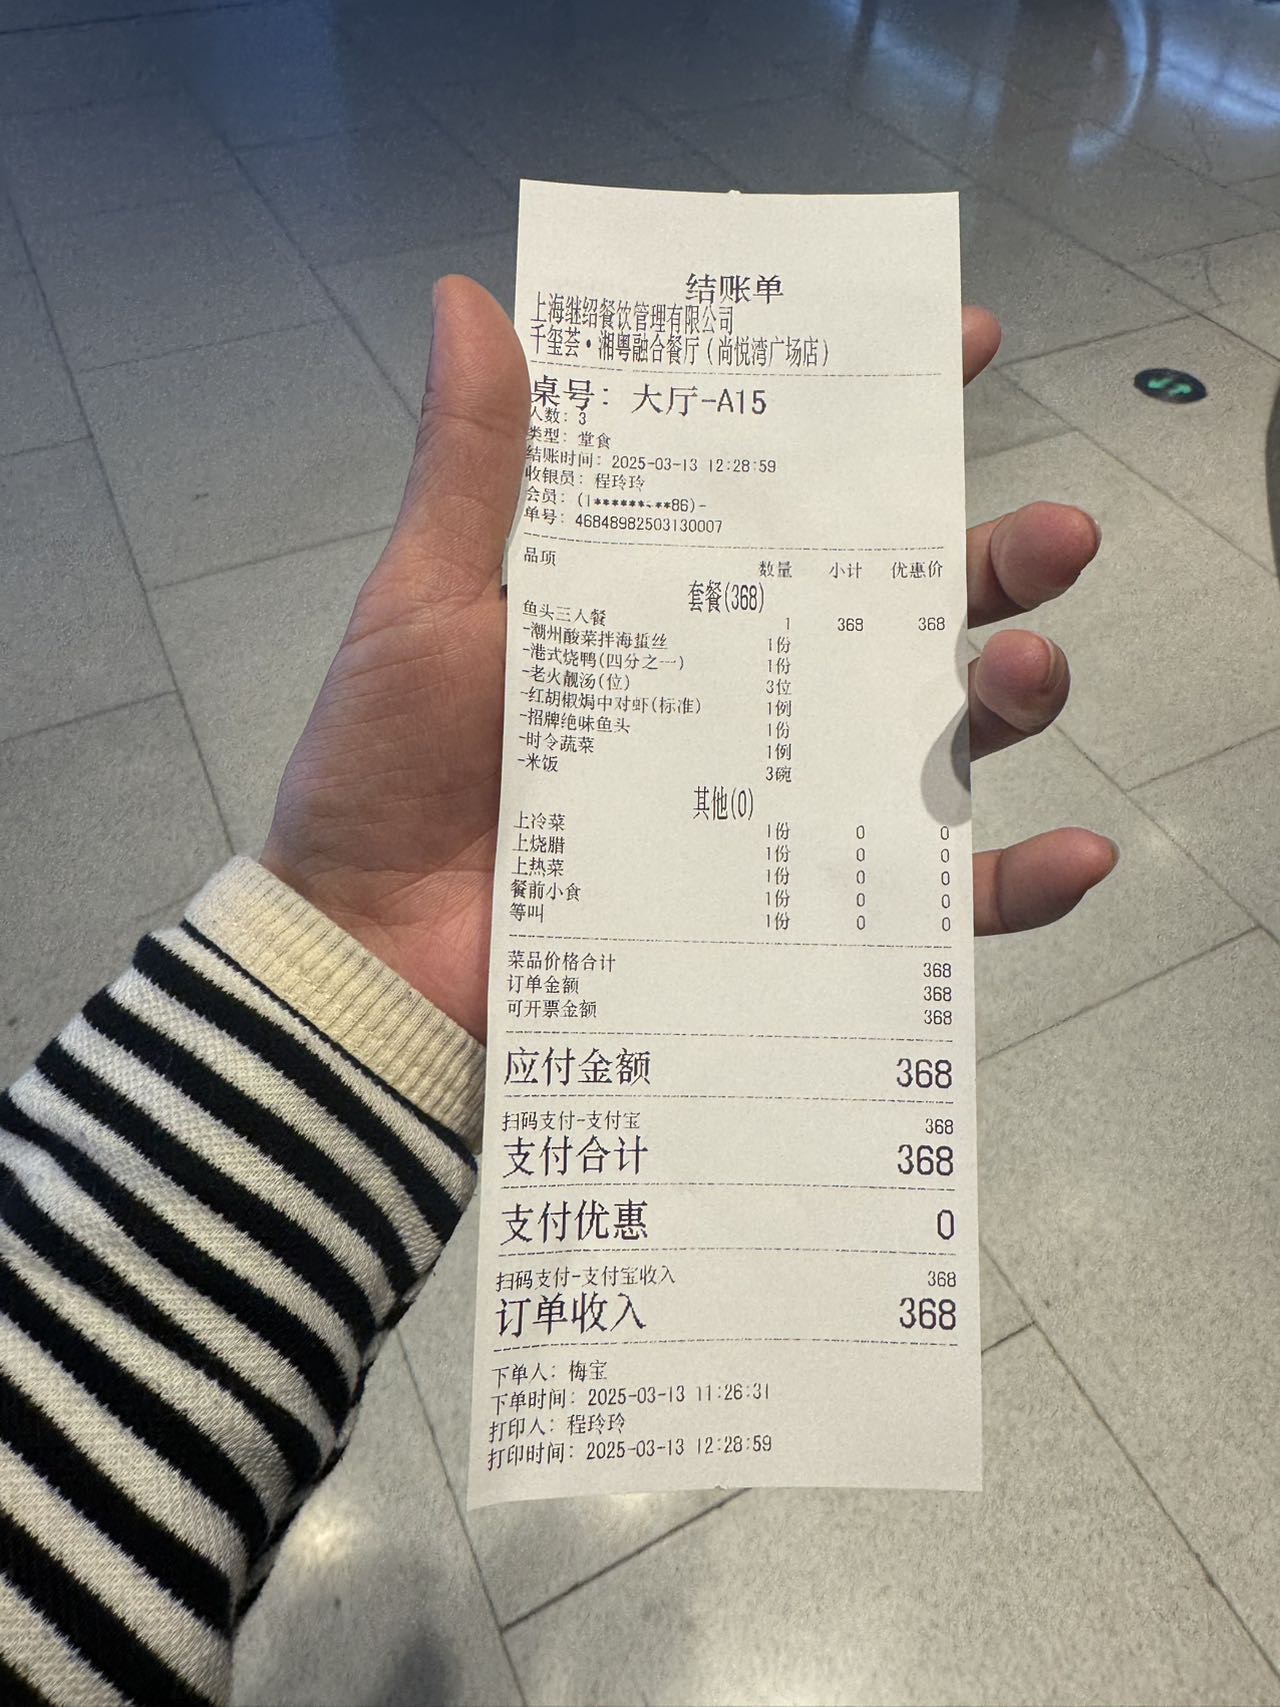 结账单
上海继绍餐饮管理有限公司
千玺荟·湘粤融合餐厅(尚悦湾广场店)
桌号: 大厅-A15
人数: 3
类型: 堂食
结账时间: 2025-03-13 12:28:59
收银员: 程玲玲
会员: (1*********86)-
单号: 46848982503130007
品项 数量 小计 优惠价
套餐(368)
鱼头三人餐 1 368 368
-潮州酸菜拌海蜇丝 1份
-港式烧鸭(四分之一) 1份
-老火靓汤(位) 3位
-红胡椒焗中对虾(标准) 1例
-招牌绝味鱼头 1份
-时令蔬菜 1例
-米饭 3碗
其他(0)
上冷菜 1份 0 0
上烧腊 1份 0 0
上热菜 1份 0 0
餐前小食 1份 0 0
等叫 1份 0 0
菜品价格合计 368
订单金额 368
可开票金额 368
应付金额 368
扫码支付-支付宝 368
支付合计 368
支付优惠 0
扫码支付-支付宝收入 368
订单收入 368
下单人: 梅宝
下单时间: 2025-03-13 11:26:31
打印人: 程玲玲
打印时间: 2025-03-13 12:28:59